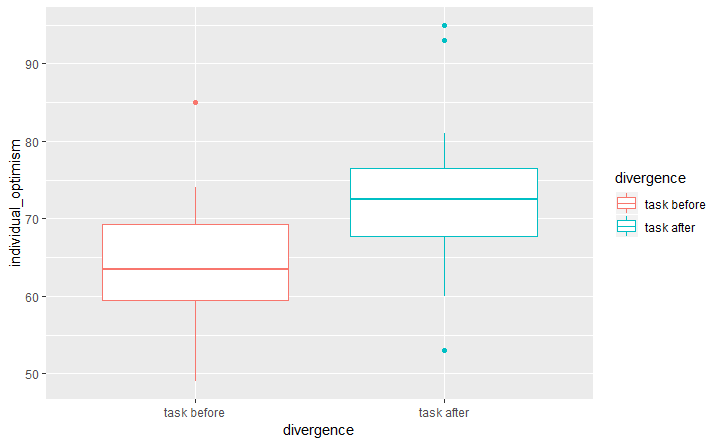 individual_optimism
90
80
70
60
50
task before
task after
divergence
divergence
task before
task after